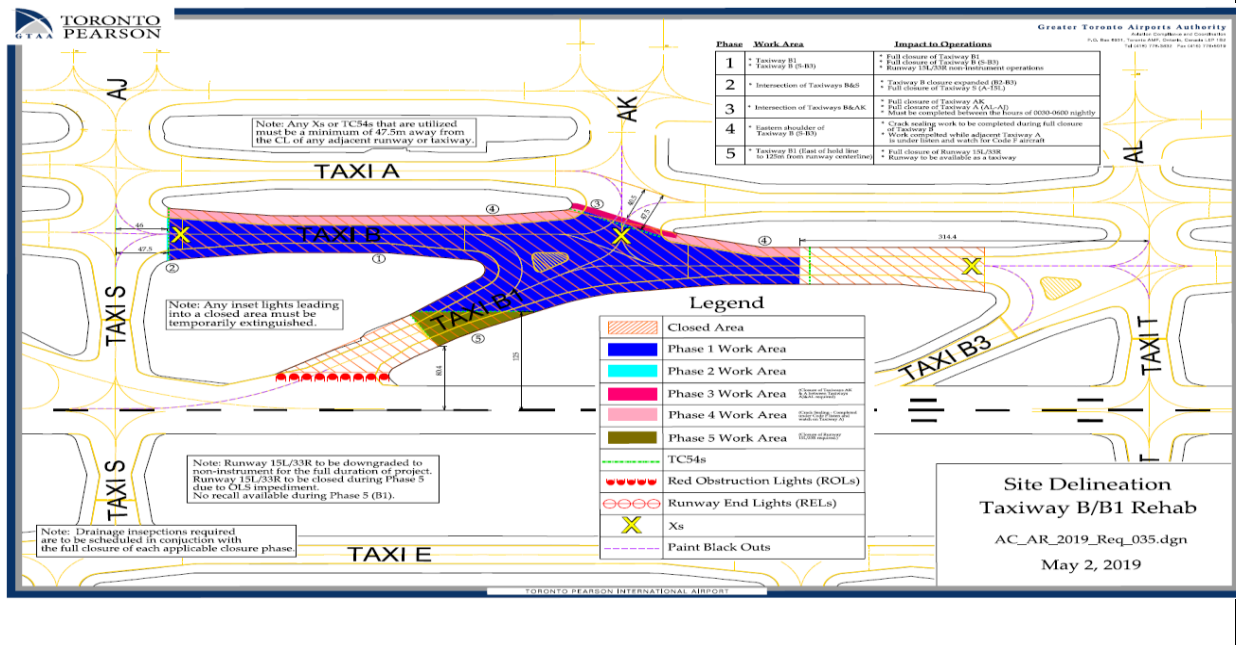 GTAA
TORONTO
PEARSON
Greater Toronto Airports Authority
Phase Work Area Impact to Operations
1
* Taxiway B1
* Taxiway B (S-B3)
* Full closure of Taxiway B1
* Full closure of Taxiway B (S-B3)
* Runway 15L/33R non-instrument operations
2
* Intersection of Taxiways B&S
* Taxiway B closure expanded (B2-B3)
* Full closure of Taxiway S (A-15L)
3
* Intersection of Taxiways B&AK
* Full closure of Taxiway AK
* Full closure of Taxiway A (AL-AJ)
* Must be completed between the hours of 0030-0600 nightly
4
* Eastern shoulder of
Taxiway B (S-B3)
* Crack sealing work to be completed during full closure
of Taxiway B
* Work compelted while adjacent Taxiway A
is under listen and watch for Code F aircraft
5
* Taxiway B1 (East of hold line
to 125m from runway centerline)
* Full closure of Runway 15L/33R
* Runway to be available as a taxiway
AJ
AK
AL
Note: Any Xs or TC54s that are utilized
must be a minimum of 47.5m away from
the CL of any adjacent runway or taxiway.
TAXI A
4
3
47.5
46
TAXI B
4
314.4
47.5
2
1
TAXI S
Note: Any inset lights leading
into a closed area must be
temporarily extinguished.
TAXI B1
5
125
TAXI B3
TAXI T
Legend
Closed Area
Phase 1 Work Area
Phase 2 Work Area
Phase 3 Work Area
Phase 4 Work Area
Phase 5 Work Area
TC54s
Red Obstruction Lights (ROLs)
Runway End Lights (RELs)
Xs
Paint Black Outs
TAXI S
Note: Runway 15L/33R to be downgraded to
non-instrument for the full duration of project.
Runway 15L/33R to be closed during Phase 5
due to OLS impediment.
No recall available during Phase 5 (B1).
Note: Drainage insepctions required
are to be scheduled in conjunction with
the full closure of each applicable closure phase.
TAXI E
Site Delineation
Taxiway B/B1 Rehab
AC_AR_2019_Req_035.dgn
May 2, 2019
TORONTO PEARSON INTERNATIONAL AIRPORT